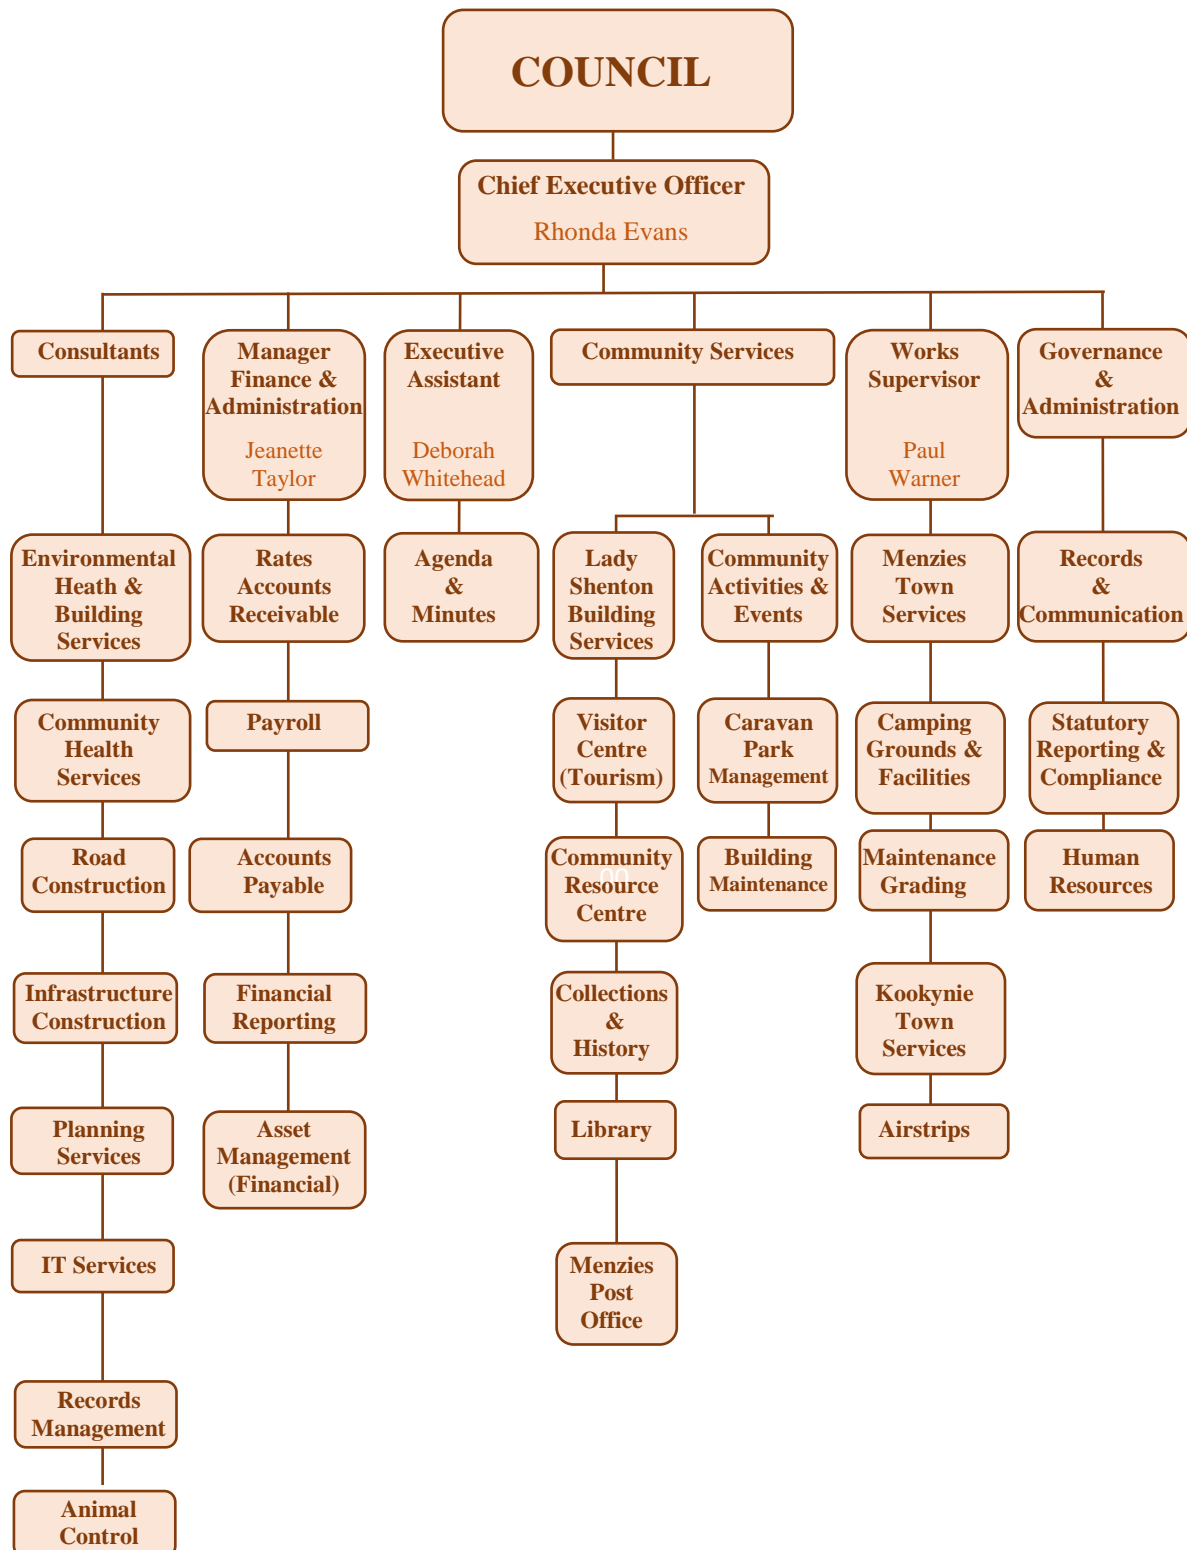 COUNCIL
Chief Executive Officer
Rhonda Evans
Consultants
Manager
Finance &
Administration
Jeanette
Taylor
Executive
Assistant
Deborah
Whitehead
Community Services
Works
Supervisor
Paul
Warner
Governance
&
Administration
Environmental
Heath &
Building
Services
Rates
Accounts
Receivable
Agenda
&
Minutes
Lady
Shenton
Building
Services
Community
Activities &
Events
Menzies
Town
Services
Records
&
Communication
Community
Health
Services
Payroll
Visitor
Centre
(Tourism)
Caravan
Park
Management
Camping
Grounds &
Facilities
Statutory
Reporting &
Compliance
Road
Construction
Accounts
Payable
Community
Resource
Centre
00
Building
Maintenance
Maintenance
Grading
Human
Resources
Infrastructure
Construction
Financial
Reporting
Collections
&
History
Kookynie
Town
Services
Planning
Services
Asset
Management
(Financial)
Library
Airstrips
IT Services
Menzies
Post
Office
Records
Management
Animal
Control